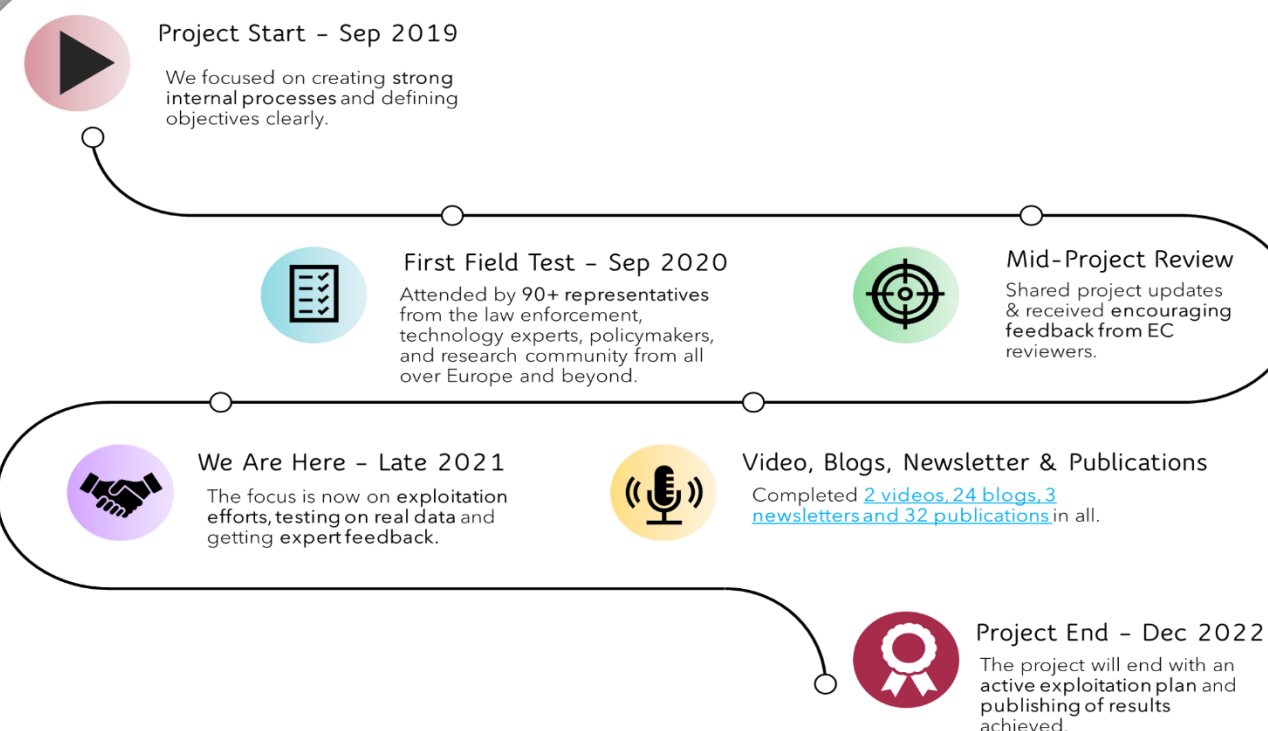 Project Start – Sep 2019
We focused on creating strong
internal processes and defining
objectives clearly.
First Field Test – Sep 2020
Attended by 90+ representatives
from the law enforcement,
technology experts, policymakers,
and research community from all
over Europe and beyond.
Mid-Project Review
Shared project updates
& received encouraging
feedback from EC
reviewers.
We Are Here – Late 2021
The focus is now on exploitation
efforts, testing on real data and
getting expert feedback.
Video, Blogs, Newsletter & Publications
Completed 2 videos, 24 blogs, 3
newsletters and 32 publications in all.
Project End – Dec 2022
The project will end with an
active exploitation plan and
publishing of results
achieved.